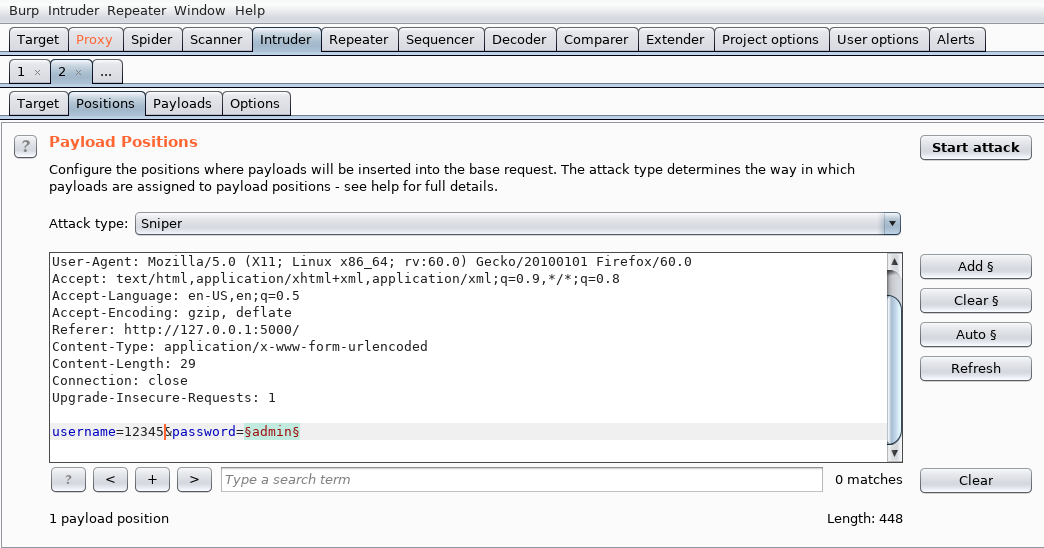 Burp Intruder Repeater Window Help
Target Proxy Spider Scanner Intruder Repeater Sequencer Decoder Comparer Extender Project options User options Alerts
1 × 2 × ...
Target Positions Payloads Options
? Payload Positions Start attack
Configure the positions where payloads will be inserted into the base request. The attack type determines the way in which
payloads are assigned to payload positions - see help for full details.
Attack type: Sniper
User-Agent: Mozilla/5.0 (X11; Linux x86_64; rv:60.0) Gecko/20100101 Firefox/60.0
Accept: text/html,application/xhtml+xml,application/xml;q=0.9,*/*;q=0.8
Accept-Language: en-US,en;q=0.5
Accept-Encoding: gzip, deflate
Referer: http://127.0.0.1:5000/
Content-Type: application/x-www-form-urlencoded
Content-Length: 29
Connection: close
Upgrade-Insecure-Requests: 1
username=12345&password=§admin§
Add §
Clear §
Auto §
Refresh
? < + > Type a search term 0 matches Clear
1 payload position Length: 448